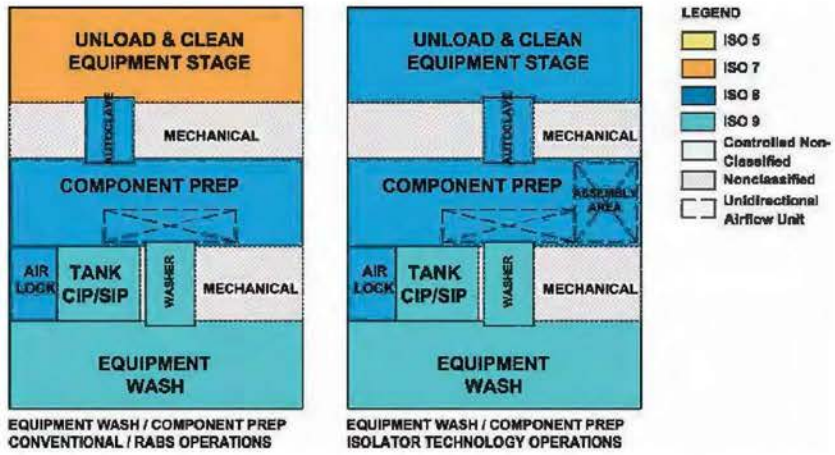 UNLOAD & CLEAN
EQUIPMENT STAGE
AUTOCLAVE
MECHANICAL
COMPONENT PREP
AIR
LOCK
TANK
CIP/SIP
WASHER
MECHANICAL
EQUIPMENT
WASH
EQUIPMENT WASH / COMPONENT PREP
CONVENTIONAL / RABS OPERATIONS
UNLOAD & CLEAN
EQUIPMENT STAGE
AUTOCLAVE
MECHANICAL
COMPONENT PREP
ASSEMBLY
AREA
AIR
LOCK
TANK
CIP/SIP
WASHER
MECHANICAL
EQUIPMENT
WASH
EQUIPMENT WASH / COMPONENT PREP
ISOLATOR TECHNOLOGY OPERATIONS
LEGEND
ISO 5
ISO 7
ISO 8
ISO 9
Controlled Non-
Classified
Nonclassified
Unidirectional
Airflow Unit